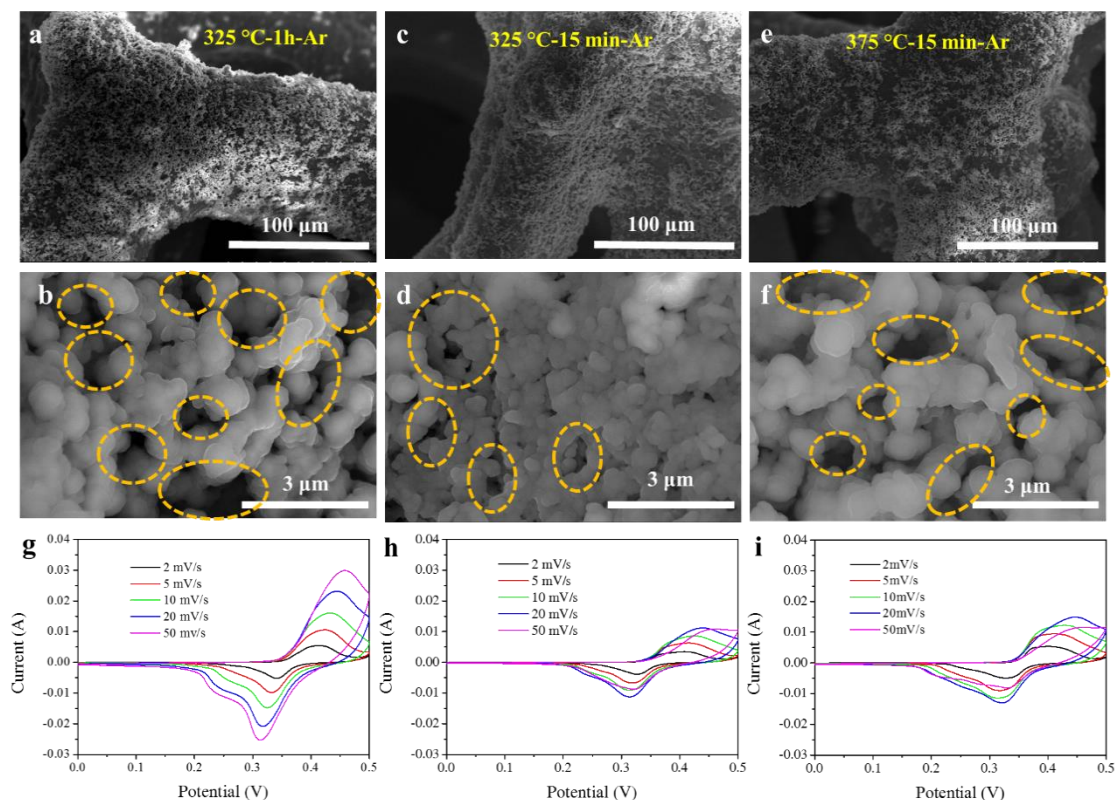 a
325 °C-1h-Ar
100 μm
c
325 °C-15 min-Ar
100 μm
e
375 °C-15 min-Ar
100 μm
b
3 μm
d
3 μm
f
3 μm
g
0.04
0.03
0.02
0.01
0.00
-0.01
-0.02
-0.03
Current (A)
2 mV/s
5 mV/s
10 mV/s
20 mV/s
50 mv/s
0.0 0.1 0.2 0.3 0.4 0.5
Potential (V)
h
0.04
0.03
0.02
0.01
0.00
-0.01
-0.02
-0.03
Current (A)
2 mV/s
5 mV/s
10 mV/s
20 mV/s
50 mV/s
0.0 0.1 0.2 0.3 0.4 0.5
Potential (V)
i
0.04
0.03
0.02
0.01
0.00
-0.01
-0.02
-0.03
Current (A)
2mV/s
5mV/s
10mV/s
20mV/s
50mV/s
0.0 0.1 0.2 0.3 0.4 0.5
Potential (V)